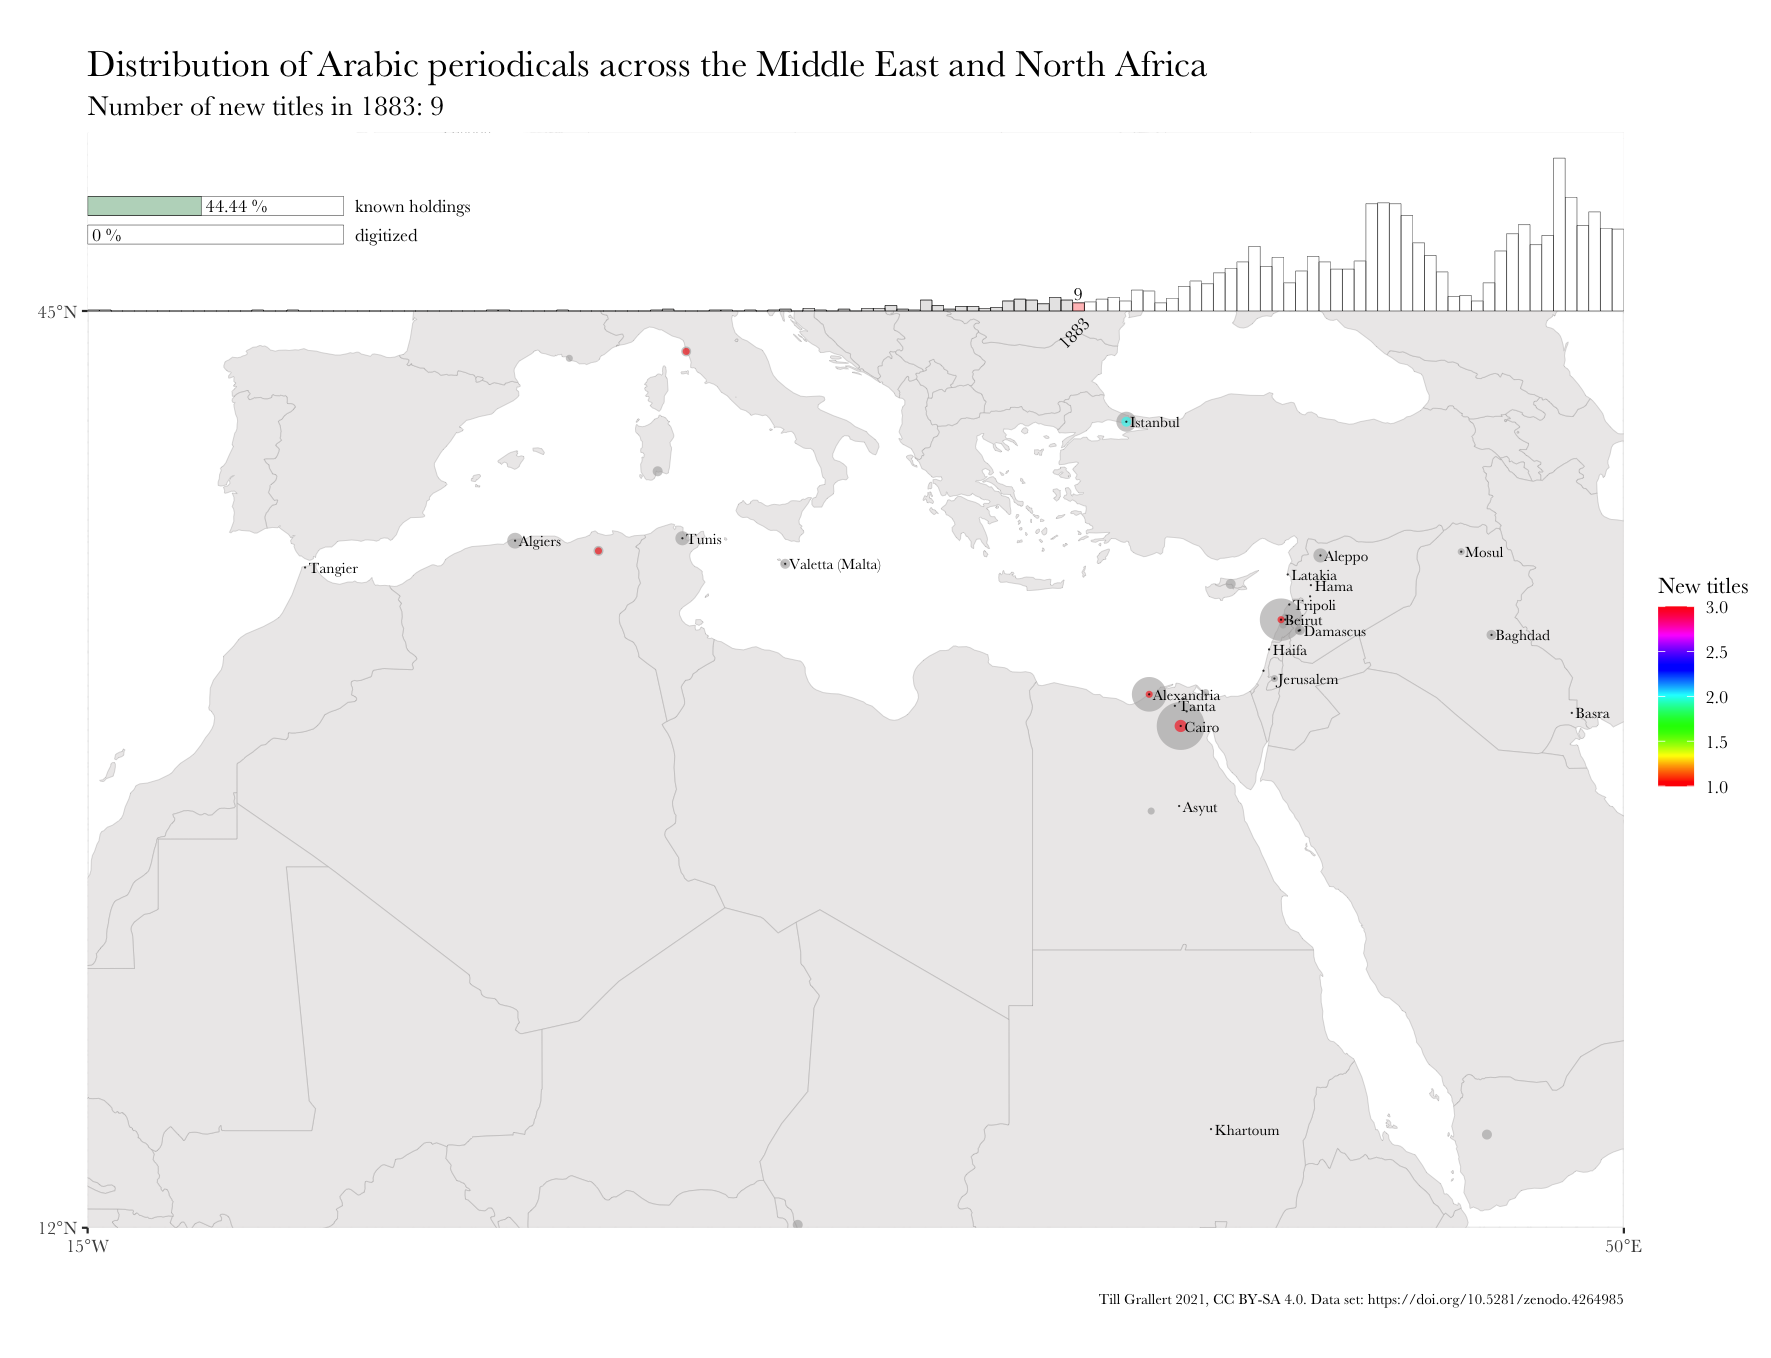 Distribution of Arabic periodicals across the Middle East and North Africa
Number of new titles in 1883: 9
44.44 %
known holdings
0 %
digitized
9
1883
45°N
Istanbul
Algiers
Tunis
Tangier
Valetta (Malta)
Aleppo
Mosul
Latakia
Hama
Tripoli
Beirut
Damascus
Baghdad
Haifa
Jerusalem
Alexandria
Tanta
Cairo
Basra
Asyut
Khartoum
New titles
3.0
2.5
2.0
1.5
1.0
12°N
15°W
50°E
Till Grallert 2021, CC BY-SA 4.0. Data set: https://doi.org/10.5281/zenodo.4264985